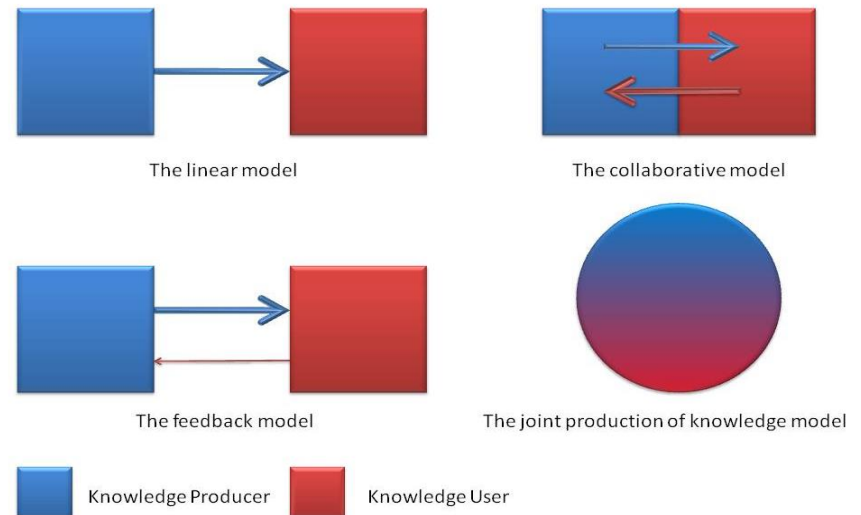 The linear model
The collaborative model
The feedback model
The joint production of knowledge model
Knowledge Producer
Knowledge User